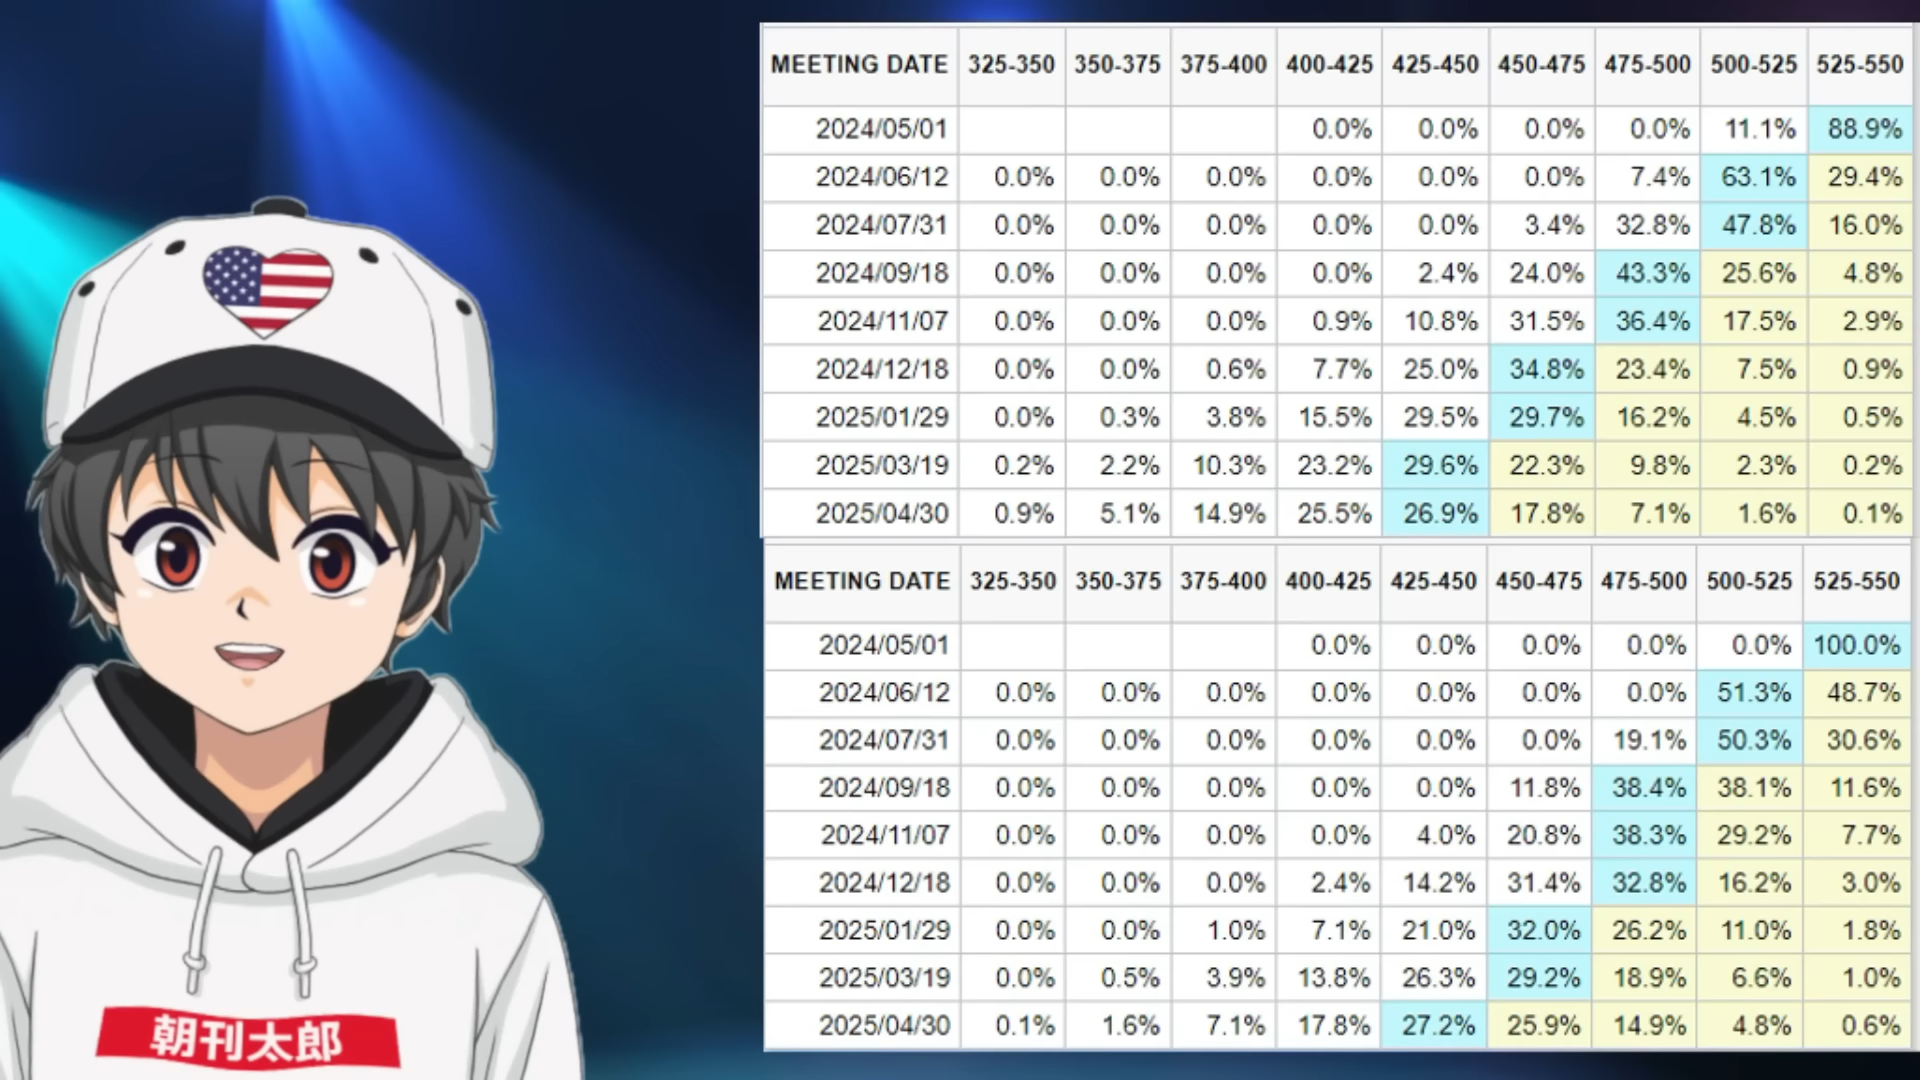 MEETING DATE 325-350 350-375 375-400 400-425 425-450 450-475 475-500 500-525 525-550
2024/05/01 0.0% 0.0% 0.0% 0.0% 11.1% 88.9%
2024/06/12 0.0% 0.0% 0.0% 0.0% 0.0% 0.0% 7.4% 63.1% 29.4%
2024/07/31 0.0% 0.0% 0.0% 0.0% 0.0% 3.4% 32.8% 47.8% 16.0%
2024/09/18 0.0% 0.0% 0.0% 0.0% 2.4% 24.0% 43.3% 25.6% 4.8%
2024/11/07 0.0% 0.0% 0.0% 0.9% 10.8% 31.5% 36.4% 17.5% 2.9%
2024/12/18 0.0% 0.0% 0.6% 7.7% 25.0% 34.8% 23.4% 7.5% 0.9%
2025/01/29 0.0% 0.3% 3.8% 15.5% 29.5% 29.7% 16.2% 4.5% 0.5%
2025/03/19 0.2% 2.2% 10.3% 23.2% 29.6% 22.3% 9.8% 2.3% 0.2%
2025/04/30 0.9% 5.1% 14.9% 25.5% 26.9% 17.8% 7.1% 1.6% 0.1%
MEETING DATE 325-350 350-375 375-400 400-425 425-450 450-475 475-500 500-525 525-550
2024/05/01 0.0% 0.0% 0.0% 0.0% 0.0% 100.0%
2024/06/12 0.0% 0.0% 0.0% 0.0% 0.0% 0.0% 0.0% 51.3% 48.7%
2024/07/31 0.0% 0.0% 0.0% 0.0% 0.0% 0.0% 19.1% 50.3% 30.6%
2024/09/18 0.0% 0.0% 0.0% 0.0% 0.0% 11.8% 38.4% 38.1% 11.6%
2024/11/07 0.0% 0.0% 0.0% 0.0% 4.0% 20.8% 38.3% 29.2% 7.7%
2024/12/18 0.0% 0.0% 0.0% 2.4% 14.2% 31.4% 32.8% 16.2% 3.0%
2025/01/29 0.0% 0.0% 1.0% 7.1% 21.0% 32.0% 26.2% 11.0% 1.8%
2025/03/19 0.0% 0.5% 3.9% 13.8% 26.3% 29.2% 18.9% 6.6% 1.0%
2025/04/30 0.1% 1.6% 7.1% 17.8% 27.2% 25.9% 14.9% 4.8% 0.6%
朝刊太郎